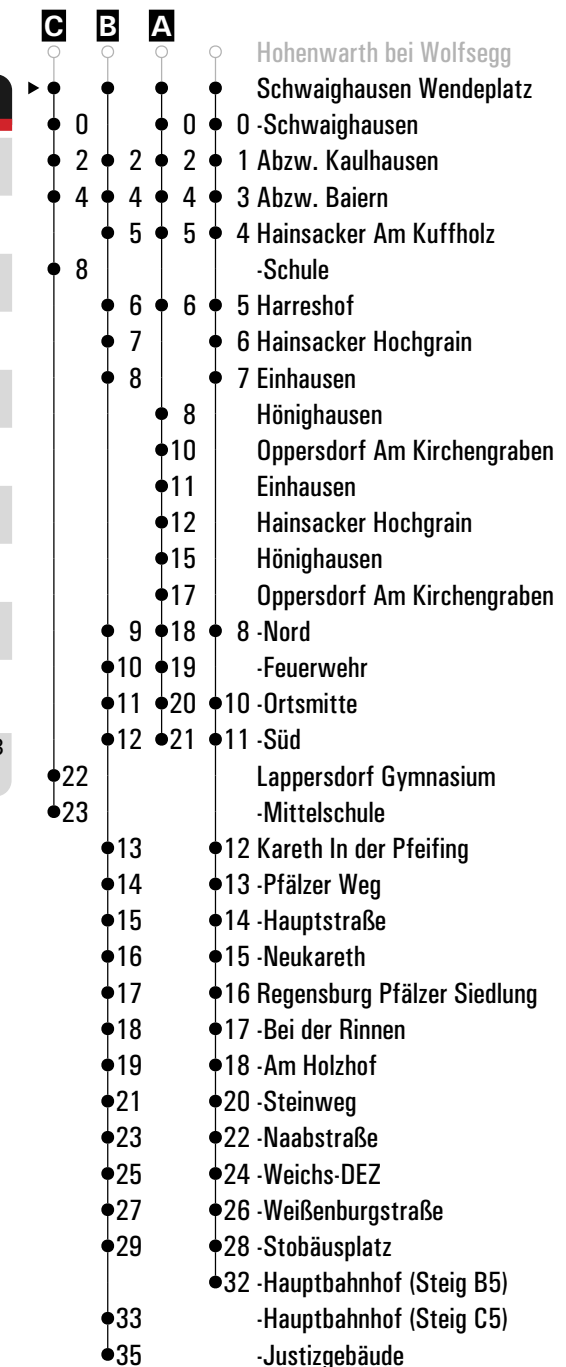 C B A
Hohenwarth bei Wolfsegg
Schwaighausen Wendeplatz
0 0 0 -Schwaighausen
2 2 2 1 Abzw. Kaulhausen
4 4 4 3 Abzw. Baiern
5 5 4 Hainsacker Am Kuffholz
8 -Schule
6 6 5 Harreshof
7 6 Hainsacker Hochgrain
8 7 Einhausen
8 Hönighausen
10 Oppersdorf Am Kirchengraben
11 Einhausen
12 Hainsacker Hochgrain
15 Hönighausen
17 Oppersdorf Am Kirchengraben
9 18 8 -Nord
10 19 -Feuerwehr
11 20 10 -Ortsmitte
12 21 11 -Süd
22 Lappersdorf Gymnasium
23 -Mittelschule
13 12 Kareth In der Pfeifing
14 13 -Pfälzer Weg
15 14 -Hauptstraße
16 15 -Neukareth
17 16 Regensburg Pfälzer Siedlung
18 17 -Bei der Rinnen
19 18 -Am Holzhof
21 20 -Steinweg
23 22 -Naabstraße
25 24 -Weichs-DEZ
27 26 -Weißenburgstraße
29 28 -Stobäusplatz
32 -Hauptbahnhof (Steig B5)
33 -Hauptbahnhof (Steig C5)
35 -Justizgebäude